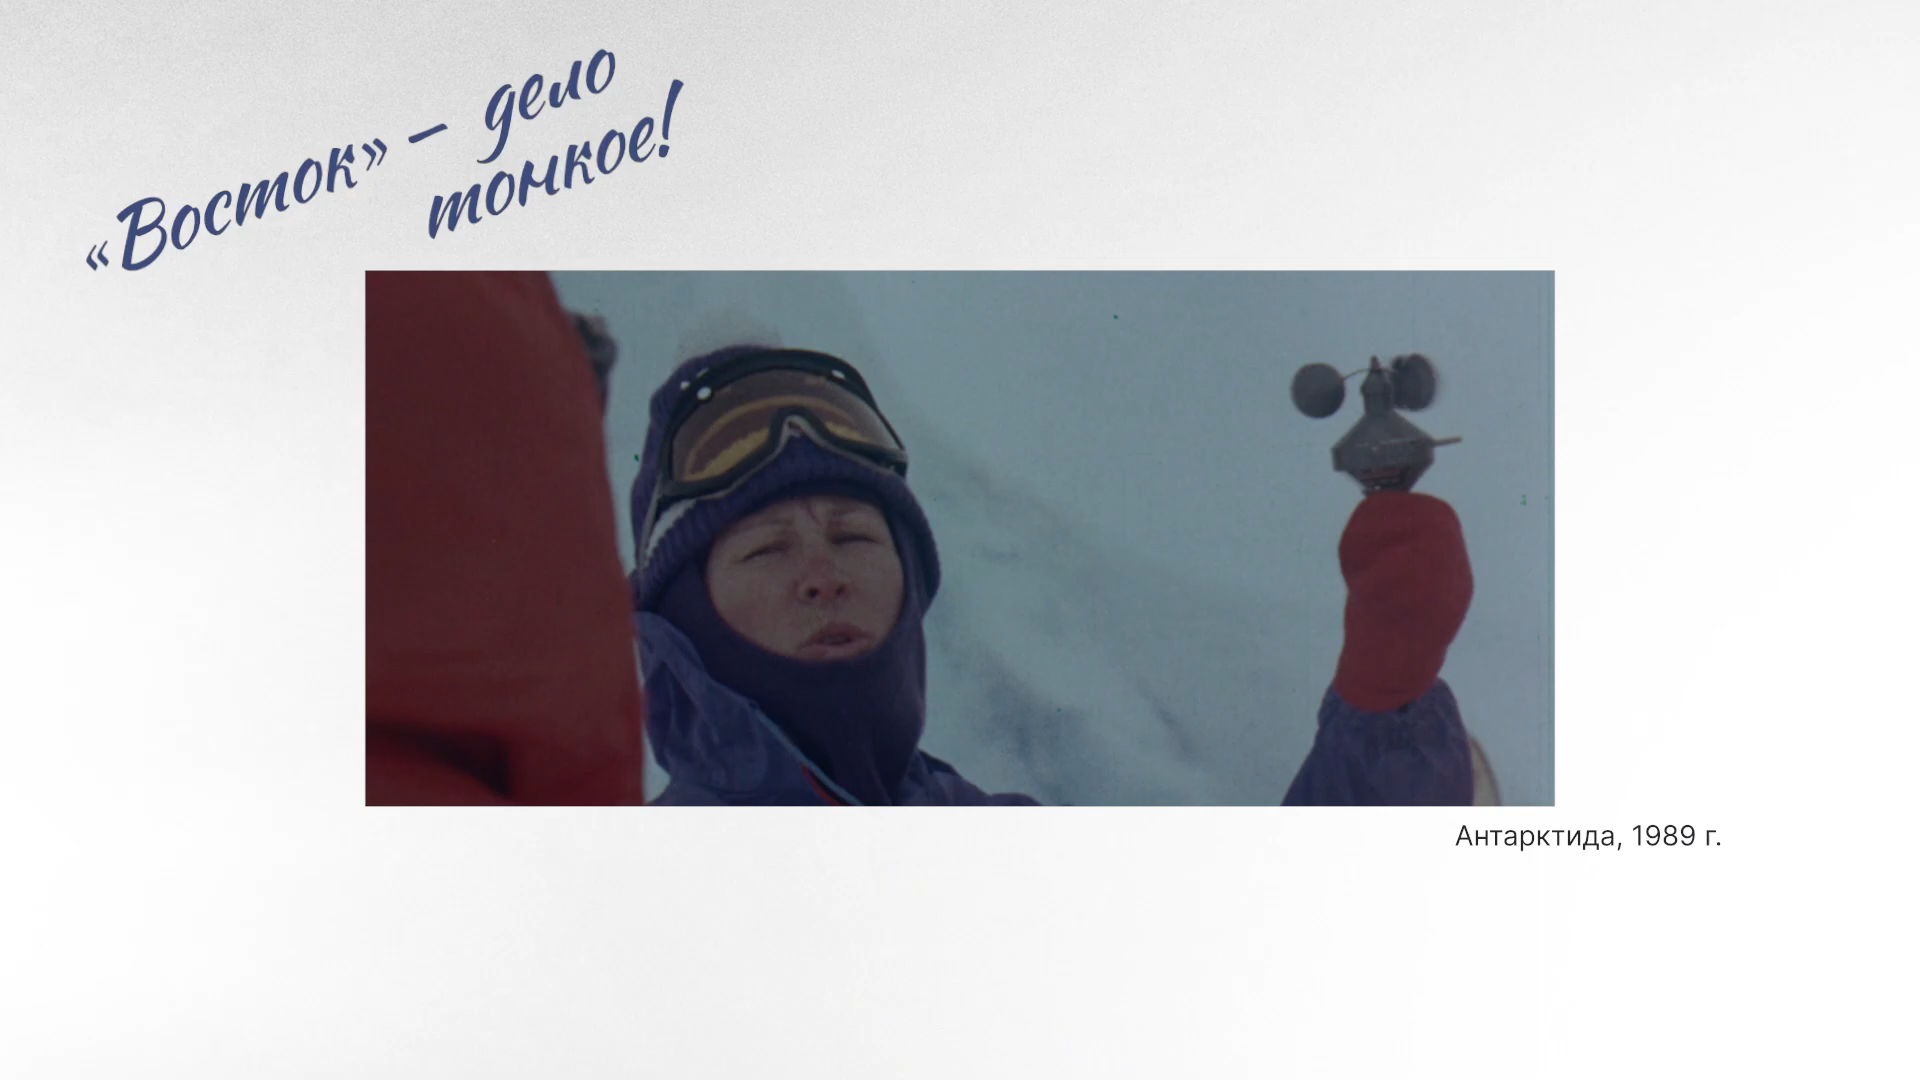 «Восток» – дело
тонкое!
Антарктида, 1989 г.